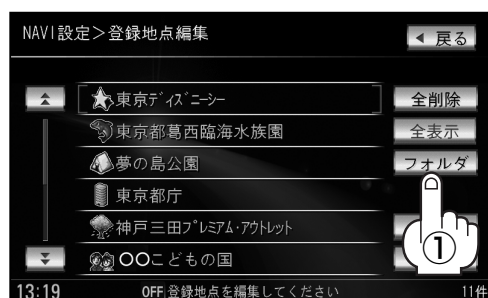 NAVI設定＞登録地点編集
◀ 戻る
東京ディズニーシー
全削除
東京都葛西臨海水族園
全表示
夢の島公園
フォルダ
東京都庁
神戸三田プレミアム･アウトレット
○○こどもの国
①
13:19 OFF 登録地点を編集してください 11件